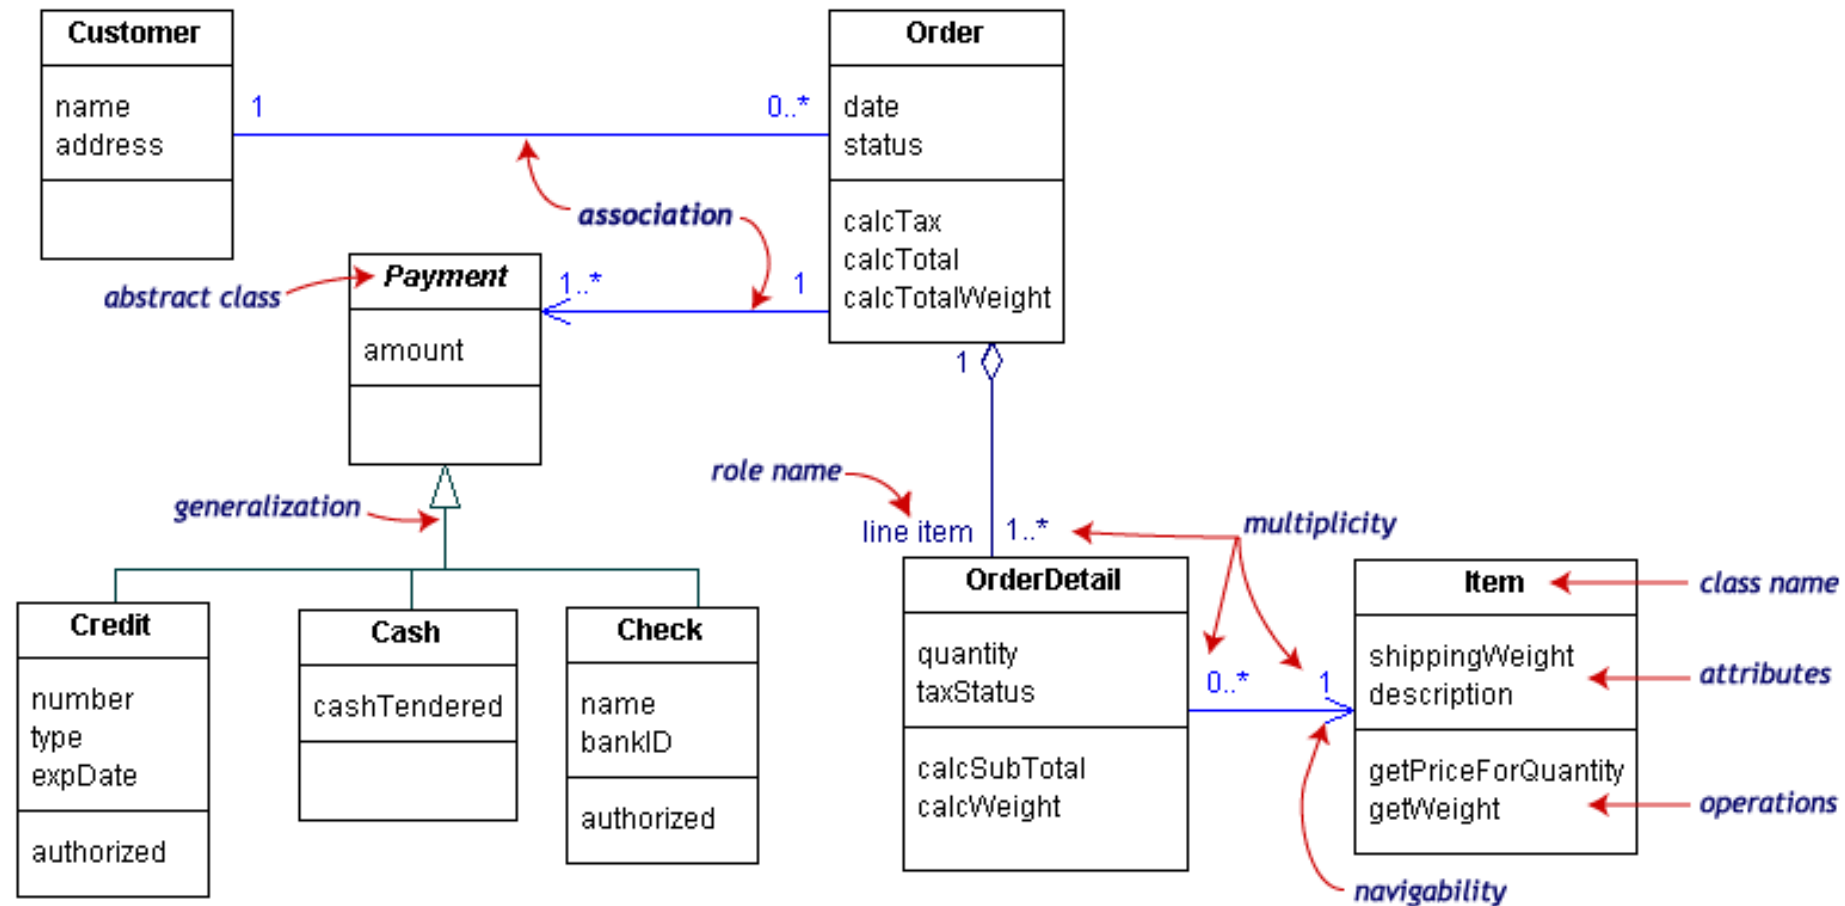 Customer
name
address
1
0..*
Order
date
status
calcTax
calcTotal
calcTotalWeight
association
abstract class
Payment
amount
1..*
1
1
generalization
role name
line item
1..*
multiplicity
Credit
number
type
expDate
authorized
Cash
cashTendered
Check
name
bankID
authorized
OrderDetail
quantity
taxStatus
calcSubTotal
calcWeight
0..*
1
Item
shippingWeight
description
getPriceForQuantity
getWeight
class name
attributes
operations
navigability